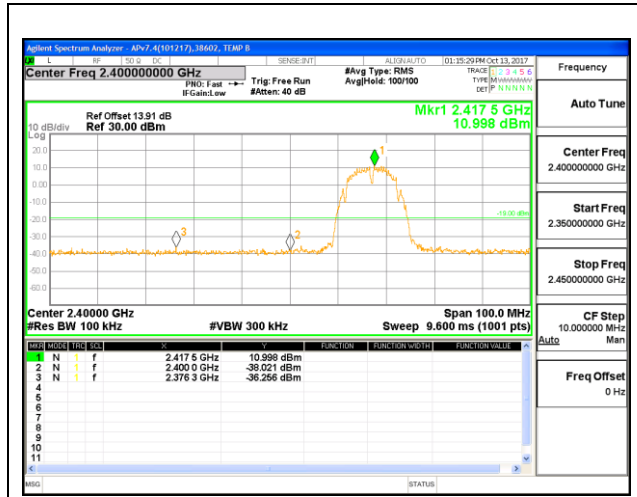 Agilent Spectrum Analyzer - APv7.4(101217),38602, TEMP B
L RF 50 Ω DC SENSE:INT ALIGNAUTO 01:15:29 PM Oct 13, 2017
Center Freq 2.400000000 GHz
PNO: Fast
IFGain:Low
Trig: Free Run
#Atten: 40 dB
#Avg Type: RMS
Avg|Hold: 100/100
TRACE 1 2 3 4 5 6
TYPE M
DET P N N N N N
Frequency
Auto Tune
Center Freq
2.400000000 GHz
Start Freq
2.350000000 GHz
Stop Freq
2.450000000 GHz
CF Step
10.000000 MHz
Auto Man
Freq Offset
0 Hz
Mkr1 2.417 5 GHz
10.998 dBm
Ref Offset 13.91 dB
10 dB/div Ref 30.00 dBm
Log
20.0
10.0
0.00
-10.0
-20.0
-30.0
-40.0
-50.0
-60.0
1
2
3
-19.00 dBm
Center 2.40000 GHz Span 100.0 MHz
#Res BW 100 kHz #VBW 300 kHz Sweep 9.600 ms (1001 pts)
MKR MODE TRC SCL X Y FUNCTION FUNCTION WIDTH FUNCTION VALUE
1 N 1 f 2.417 5 GHz 10.998 dBm
2 N 1 f 2.400 0 GHz -38.021 dBm
3 N 1 f 2.376 3 GHz -36.256 dBm
4
5
6
7
8
9
10
11
MSG STATUS